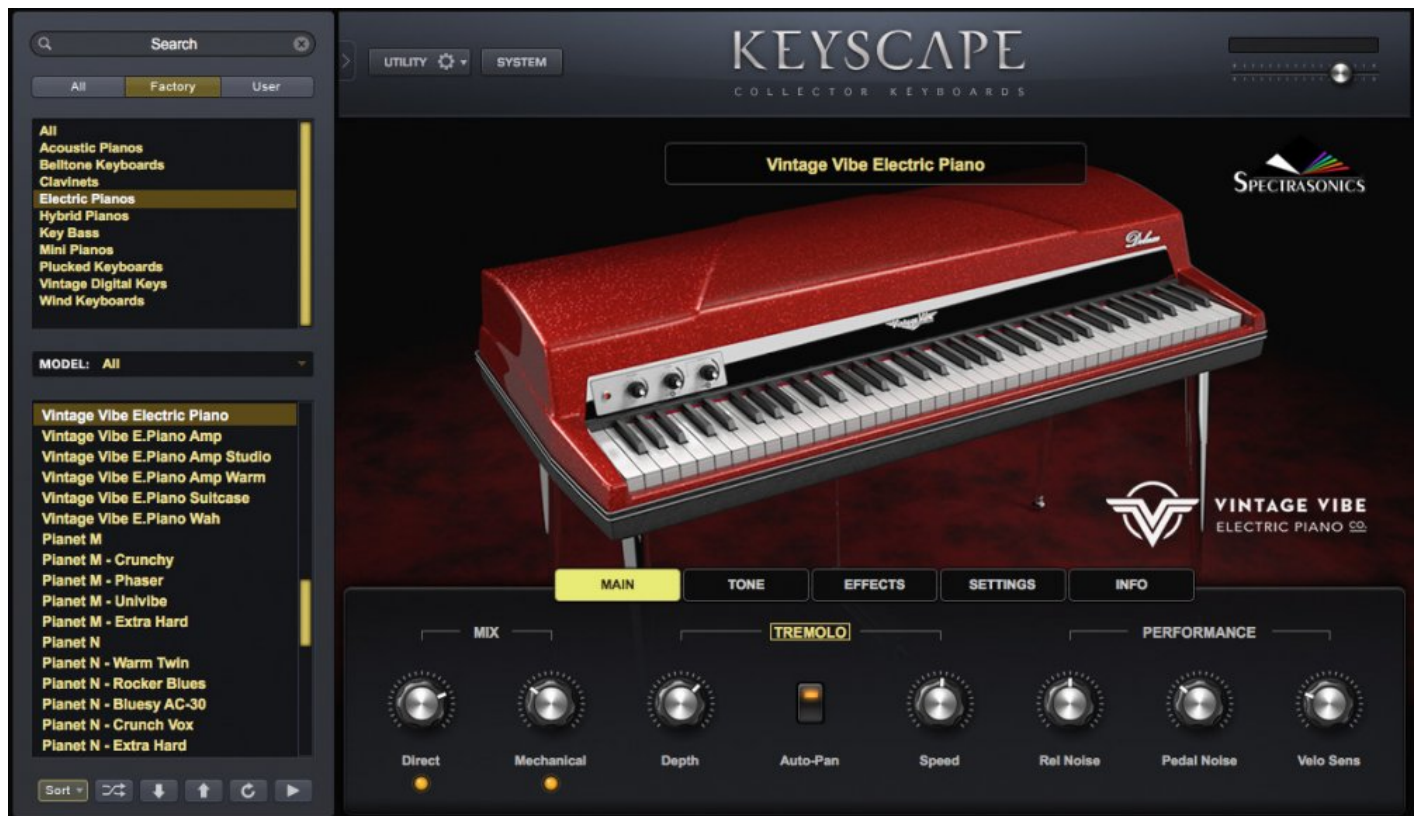 Search
All Factory User
All
Acoustic Pianos
Belltone Keyboards
Clavinets
Electric Pianos
Hybrid Pianos
Key Bass
Mini Pianos
Plucked Keyboards
Vintage Digital Keys
Wind Keyboards
MODEL: All
Vintage Vibe Electric Piano
Vintage Vibe E.Piano Amp
Vintage Vibe E.Piano Amp Studio
Vintage Vibe E.Piano Amp Warm
Vintage Vibe E.Piano Suitcase
Vintage Vibe E.Piano Wah
Planet M
Planet M - Crunchy
Planet M - Phaser
Planet M - Univibe
Planet M - Extra Hard
Planet N
Planet N - Warm Twin
Planet N - Rocker Blues
Planet N - Bluesy AC-30
Planet N - Crunch Vox
Planet N - Extra Hard
Sort
UTILITY SYSTEM
KEYSCAPE
COLLECTOR KEYBOARDS
Vintage Vibe Electric Piano
SPECTRASONICS
Deluxe
Vintage Vibe
VINTAGE VIBE
ELECTRIC PIANO CO.
MAIN TONE EFFECTS SETTINGS INFO
MIX TREMOLO PERFORMANCE
Direct Mechanical Depth Auto-Pan Speed Rel Noise Pedal Noise Velo Sens